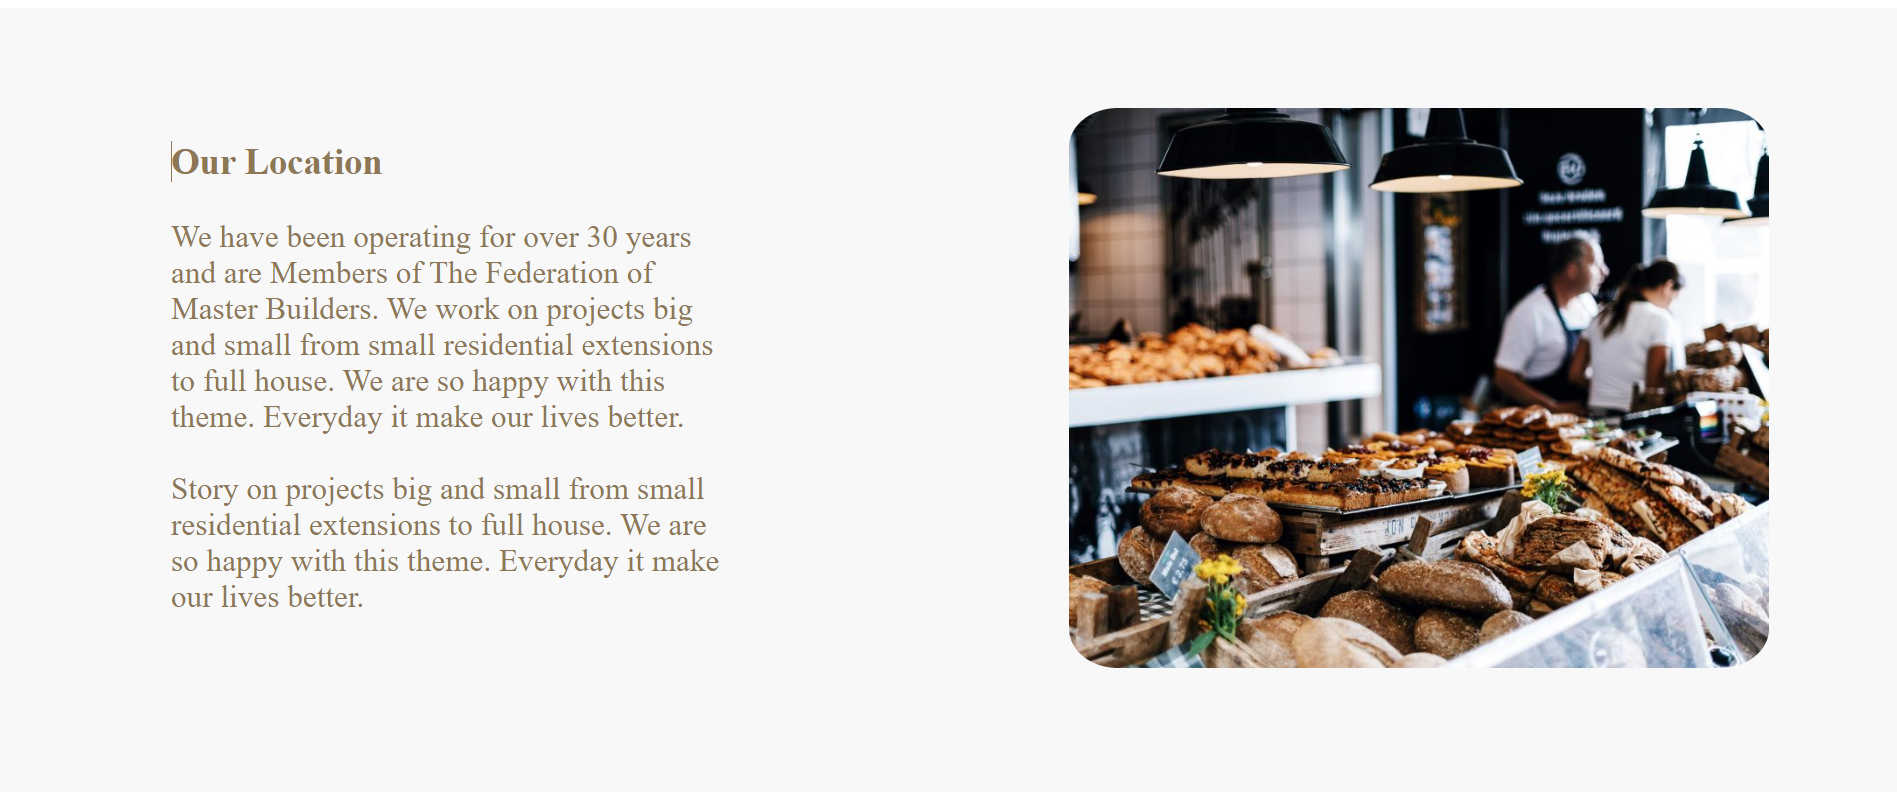 Our Location
We have been operating for over 30 years
and are Members of The Federation of
Master Builders. We work on projects big
and small from small residential extensions
to full house. We are so happy with this
theme. Everyday it make our lives better.
Story on projects big and small from small
residential extensions to full house. We are
so happy with this theme. Everyday it make
our lives better.